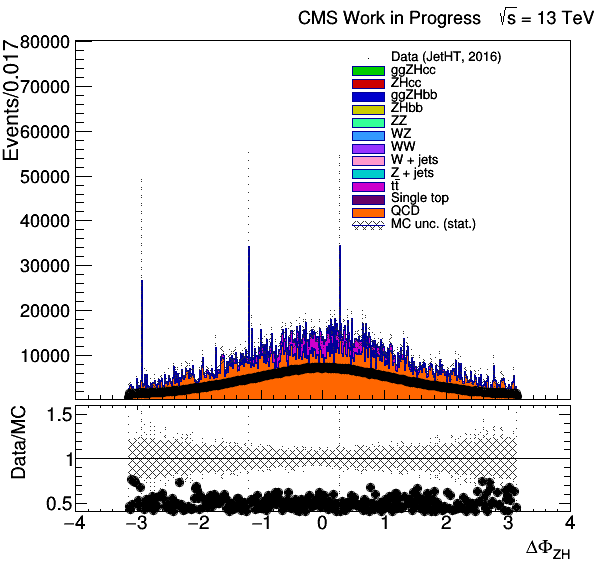 CMS Work in Progress √s = 13 TeV
Events/0.017
80000
70000
60000
50000
40000
30000
20000
10000
Data (JetHT, 2016)
ggZHcc
ZHcc
ggZHbb
ZHbb
ZZ
WZ
WW
W + jets
Z + jets
tt̄
Single top
QCD
MC unc. (stat.)
Data/MC
1.5
1
0.5
−4 −3 −2 −1 0 1 2 3 4
ΔΦZH